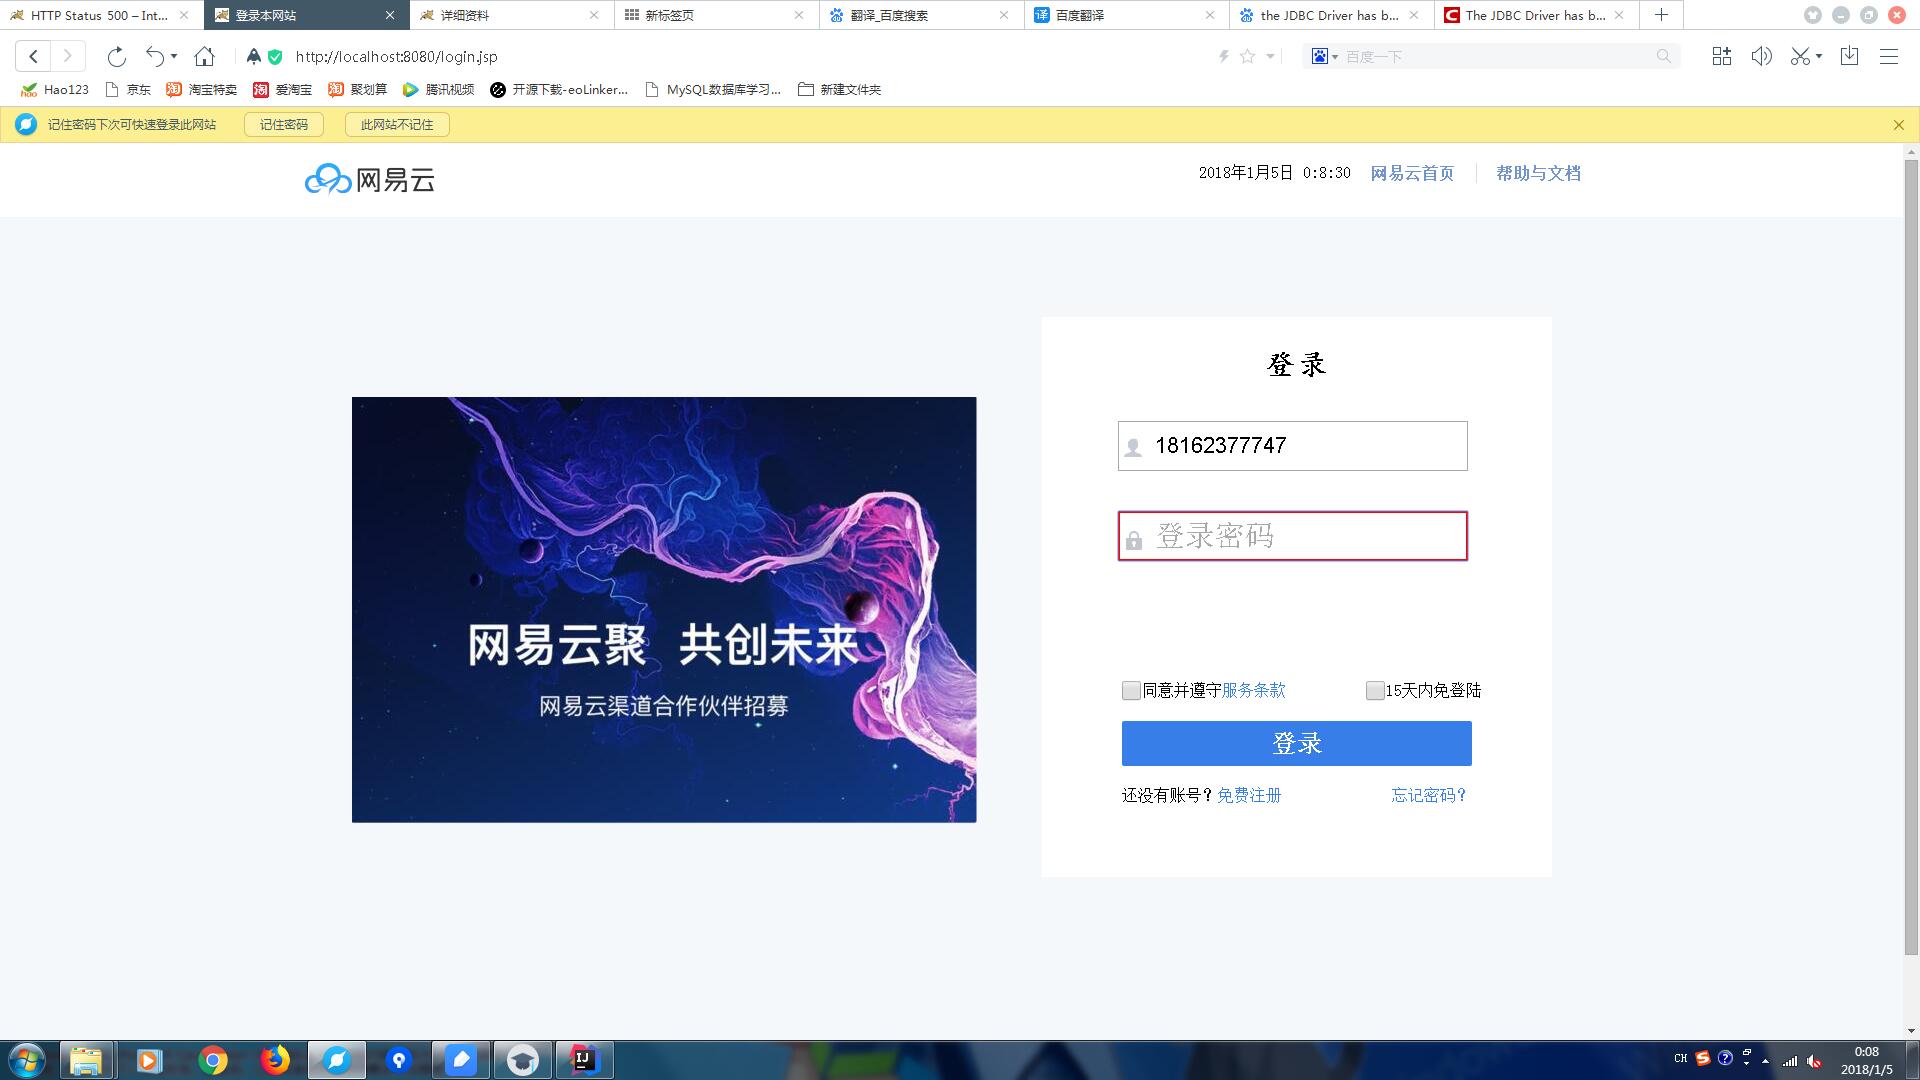 HTTP Status 500 – Int...
登录本网站
详细资料
新标签页
翻译_百度搜索
译 百度翻译
the JDBC Driver has b...
The JDBC Driver has b...
http://localhost:8080/login.jsp
百度一下
Hao123
京东
淘 淘宝特卖
淘 爱淘宝
淘 聚划算
腾讯视频
开源下载-eoLinker...
MySQL数据库学习...
新建文件夹
记住密码下次可快速登录此网站
记住密码
此网站不记住
网易云
2018年1月5日 0:8:30
网易云首页
帮助与文档
登 录
18162377747
登录密码
网易云聚 共创未来
网易云渠道合作伙伴招募
同意并遵守服务条款
15天内免登陆
登录
还没有账号？免费注册
忘记密码？
IJ
CH
0:08
2018/1/5